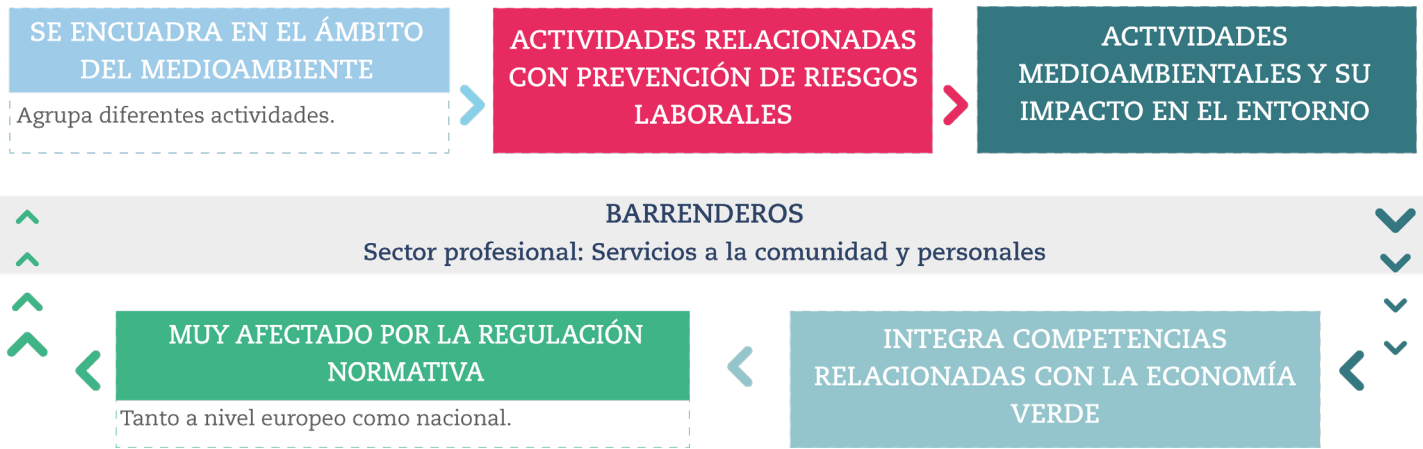 SE ENCUADRA EN EL ÁMBITO
DEL MEDIOAMBIENTE
Agrupa diferentes actividades.
ACTIVIDADES RELACIONADAS
CON PREVENCIÓN DE RIESGOS
LABORALES
ACTIVIDADES
MEDIOAMBIENTALES Y SU
IMPACTO EN EL ENTORNO
BARRENDEROS
Sector profesional: Servicios a la comunidad y personales
MUY AFECTADO POR LA REGULACIÓN
NORMATIVA
Tanto a nivel europeo como nacional.
INTEGRA COMPETENCIAS
RELACIONADAS CON LA ECONOMÍA
VERDE